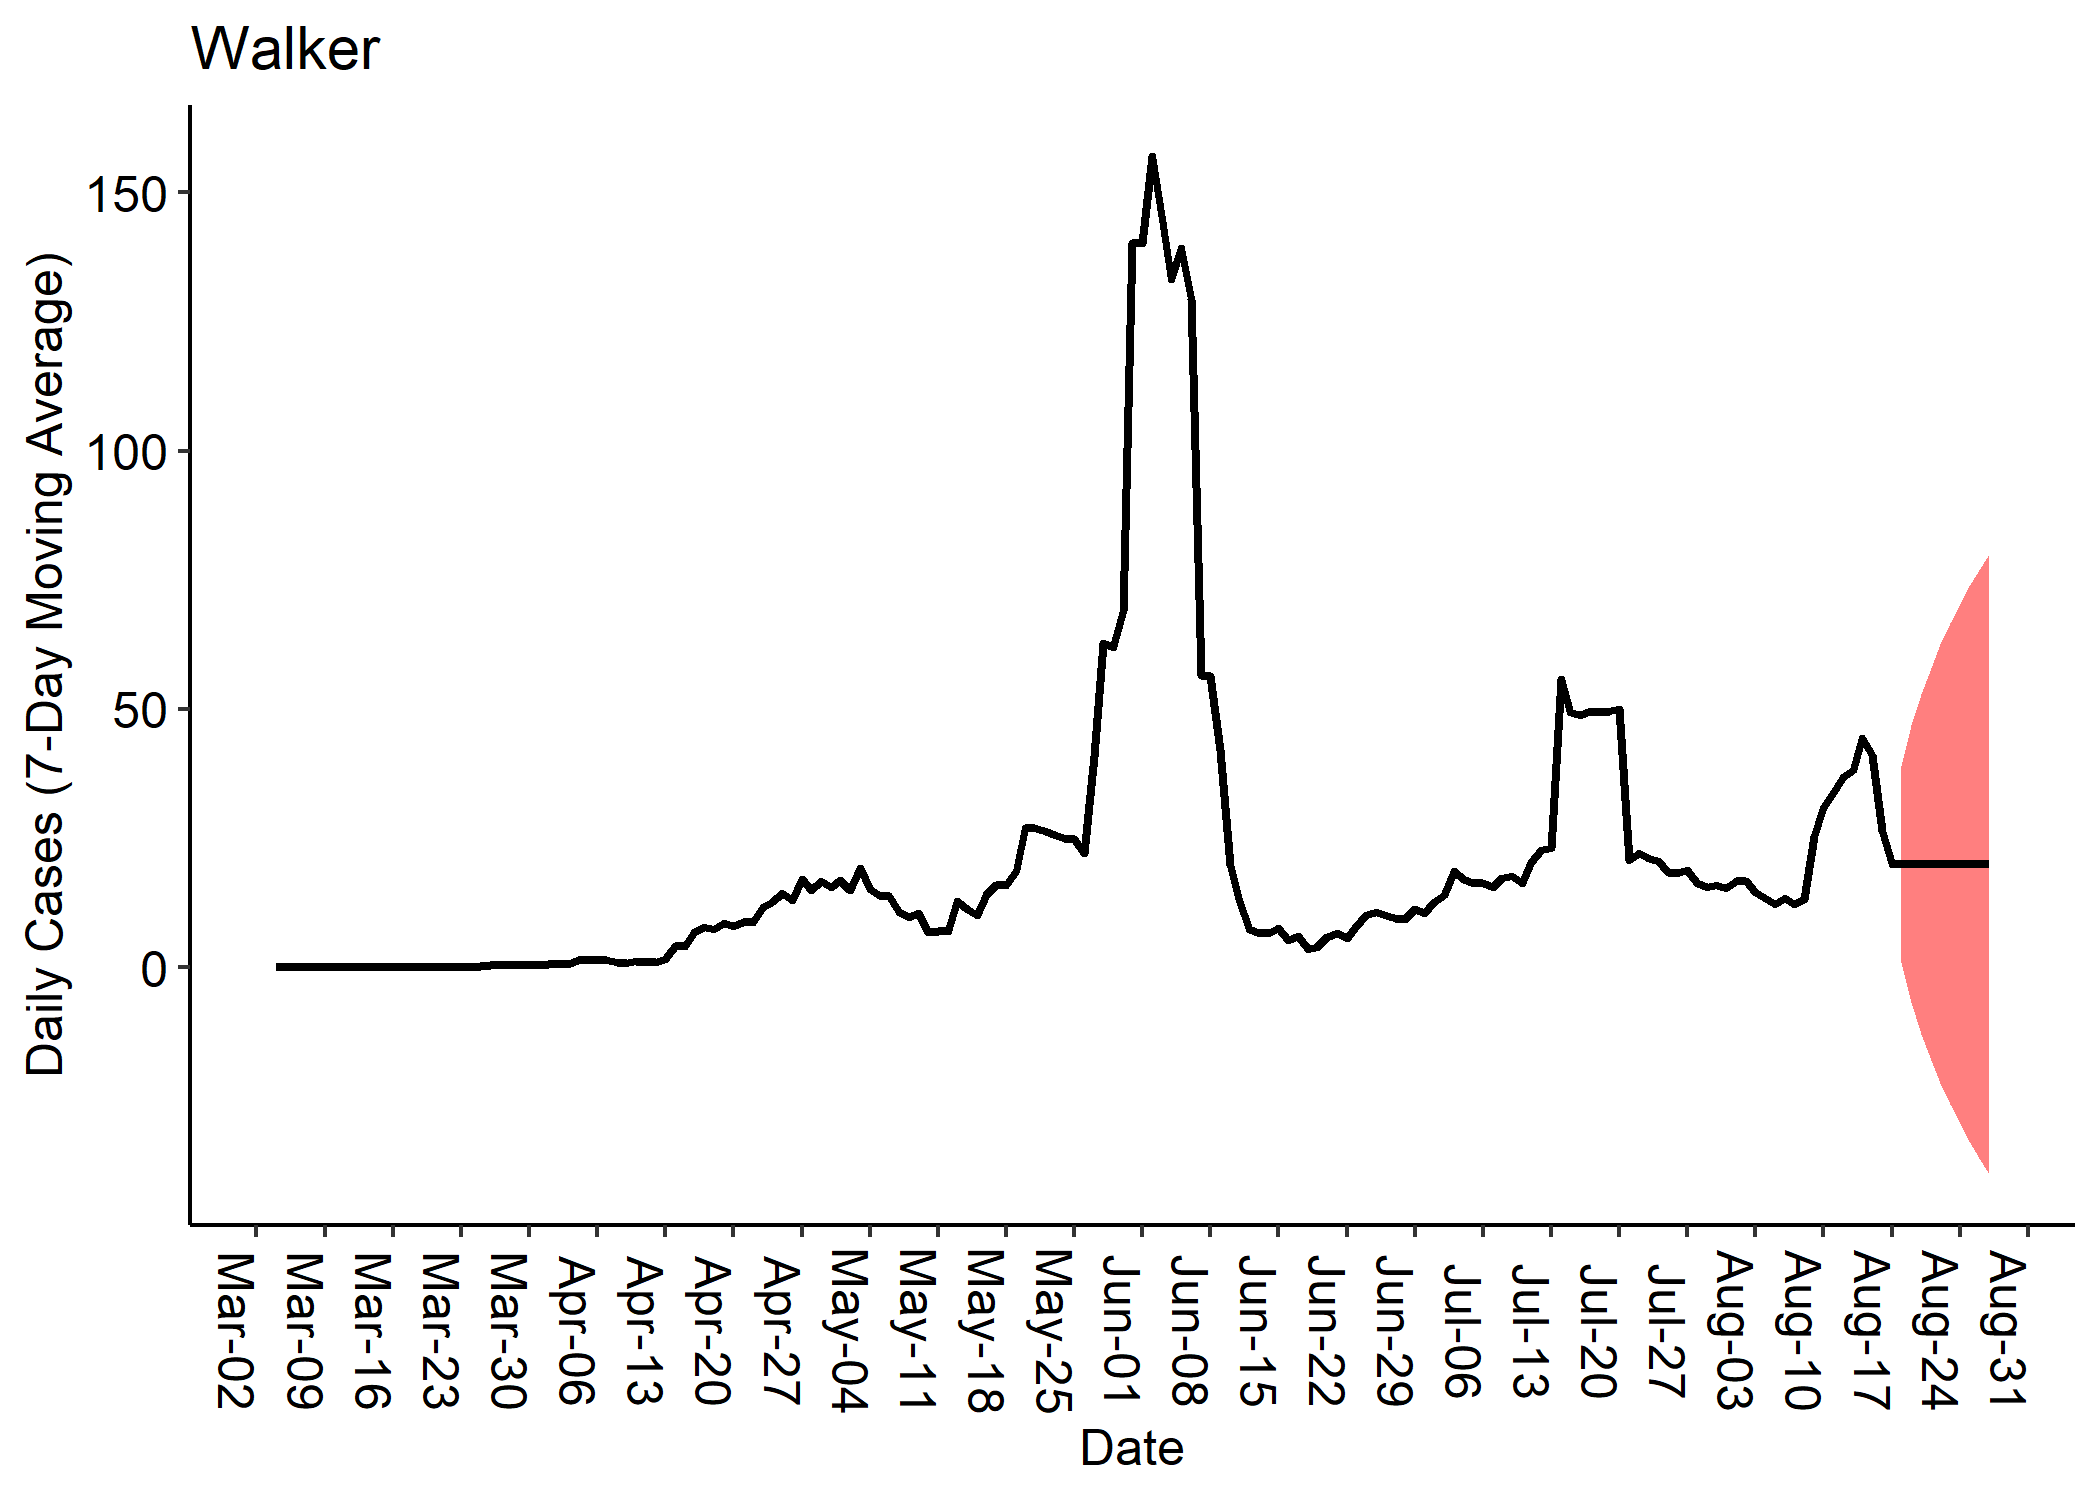 Walker
Daily Cases (7-Day Moving Average)
150
100
50
0
Mar-02
Mar-09
Mar-16
Mar-23
Mar-30
Apr-06
Apr-13
Apr-20
Apr-27
May-04
May-11
May-18
May-25
Jun-01
Jun-08
Jun-15
Jun-22
Jun-29
Jul-06
Jul-13
Jul-20
Jul-27
Aug-03
Aug-10
Aug-17
Aug-24
Aug-31
Date